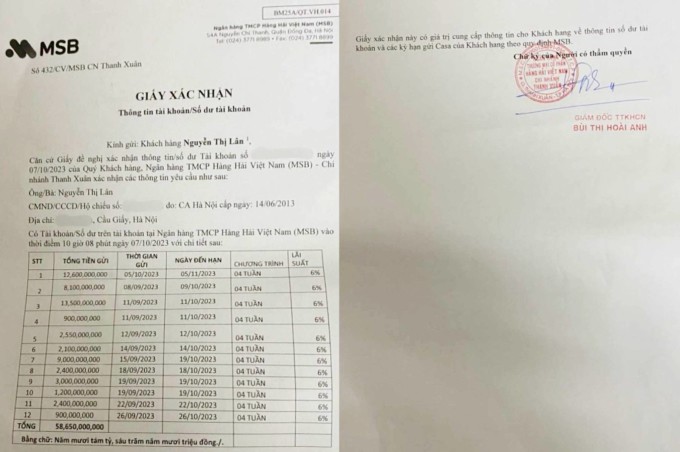 BM25A/QT.VH.014
MSB
Ngân hàng TMCP Hàng Hải Việt Nam (MSB)
54A Nguyễn Chí Thanh, Quận Đống Đa, Hà Nội
Số 432/CV/MSB CN Thanh Xuân
GIẤY XÁC NHẬN
Thông tin tài khoản/Số dư tài khoản
Kính gửi: Khách hàng Nguyễn Thị Lân
Căn cứ Giấy đề nghị xác nhận thông tin/số dư Tài khoản số ngày
07/10/2023 của Quý Khách hàng, Ngân hàng TMCP Hàng Hải Việt Nam (MSB) - Chi
nhánh Thanh Xuân xác nhận các thông tin yêu cầu như sau:
Ông/Bà: Nguyễn Thị Lân
CMND/CCCD/Hộ chiếu số: do: CA Hà Nội cấp ngày: 14/06/2013
Địa chỉ: , Cầu Giấy, Hà Nội
Có Tài khoản/Số dư trên tài khoản tại Ngân hàng TMCP Hàng Hải Việt Nam (MSB) vào
thời điểm 10 giờ 08 phút ngày 07/10/2023 với chi tiết sau:
STT TỔNG TIỀN GỬI THỜI GIAN GỬI NGÀY ĐẾN HẠN CHƯƠNG TRÌNH LÃI SUẤT
1 12,600,000,000 05/10/2023 05/11/2023 04 TUẦN 6%
2 8,100,000,000 08/09/2023 09/10/2023 04 TUẦN 6%
3 13,500,000,000 11/09/2023 11/10/2023 04 TUẦN 6%
4 900,000,000 11/09/2023 11/10/2023 04 TUẦN 6%
5 2,550,000,000 12/09/2023 12/10/2023 04 TUẦN 6%
6 2,100,000,000 14/09/2023 14/10/2023 04 TUẦN 6%
7 9,000,000,000 15/09/2023 19/10/2023 04 TUẦN 6%
8 2,400,000,000 18/09/2023 18/10/2023 04 TUẦN 6%
9 3,000,000,000 19/09/2023 19/10/2023 04 TUẦN 6%
10 1,200,000,000 19/09/2023 19/10/2023 04 TUẦN 6%
11 2,400,000,000 22/09/2023 22/10/2023 04 TUẦN 6%
12 900,000,000 26/09/2023 26/10/2023 04 TUẦN 6%
TỔNG 58,650,000,000
Bằng chữ: Năm mươi tám tỷ, sáu trăm năm mươi triệu đồng./.
Giấy xác nhận này có giá trị cung cấp thông tin cho Khách hàng về thông tin số dư tài
khoản và các kỳ hạn gửi Casa của Khách hàng theo quy định MSB.
Chữ ký của Người có thẩm quyền
HÀNG HẢI VIỆT NAM
CHI NHÁNH
THANH XUÂN
GIÁM ĐỐC TTKHCN
BÙI THỊ HOÀI ANH